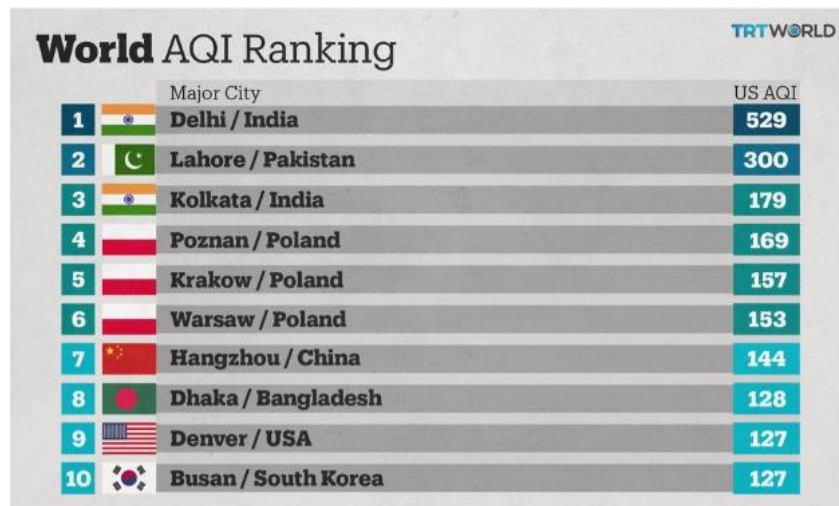 TRTWORLD
World AQI Ranking
Major City US AQI
1 Delhi / India 529
2 Lahore / Pakistan 300
3 Kolkata / India 179
4 Poznan / Poland 169
5 Krakow / Poland 157
6 Warsaw / Poland 153
7 Hangzhou / China 144
8 Dhaka / Bangladesh 128
9 Denver / USA 127
10 Busan / South Korea 127